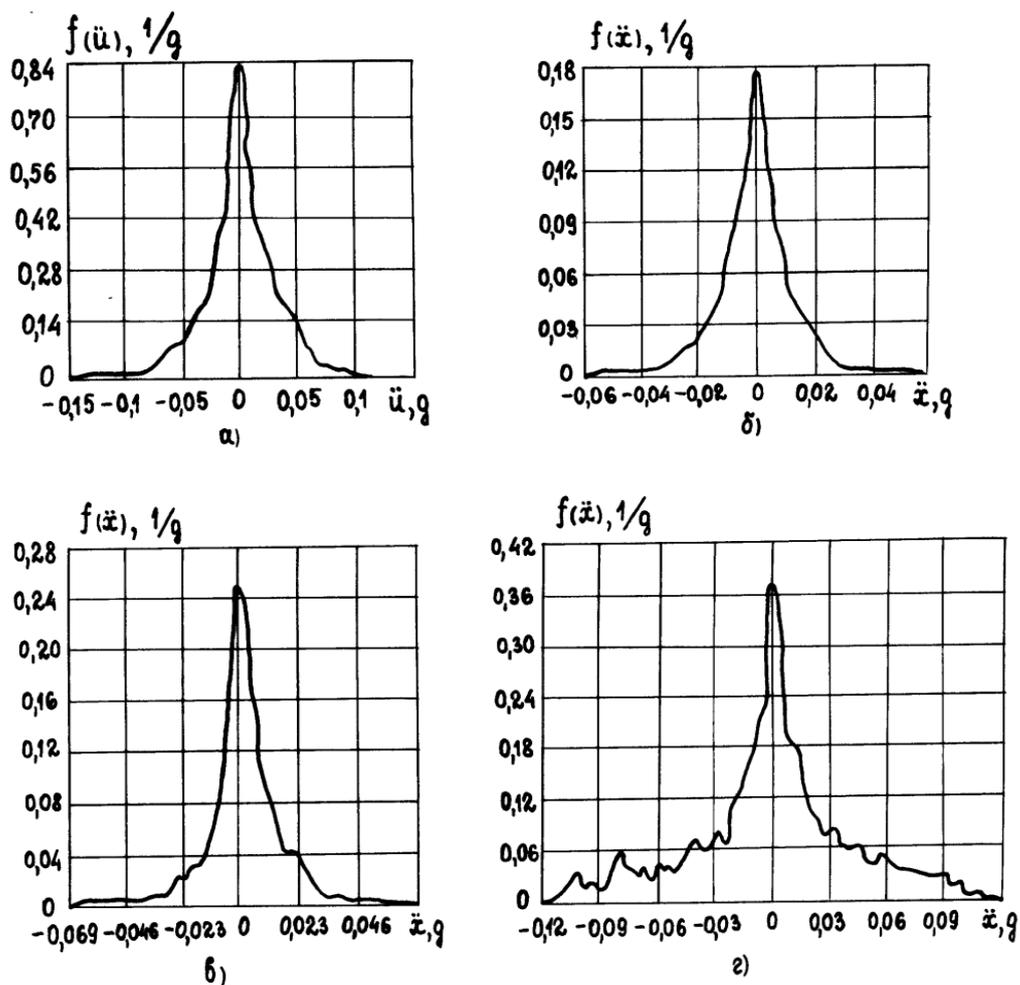 f(ü), 1/g
0,84
0,70
0,56
0,42
0,28
0,14
0
-0,15 -0,1 -0,05 0 0,05 0,1 ü,g
а)
f(ẍ), 1/g
0,18
0,15
0,12
0,09
0,06
0,03
0
-0,06 -0,04 -0,02 0 0,02 0,04 ẍ,g
б)
f(ẍ), 1/g
0,28
0,24
0,20
0,16
0,12
0,08
0,04
0
-0,069 -0,046 -0,023 0 0,023 0,046 ẍ,g
в)
f(ẍ), 1/g
0,42
0,36
0,30
0,24
0,18
0,12
0,06
0
-0,12 -0,09 -0,06 -0,03 0 0,03 0,06 0,09 ẍ,g
г)